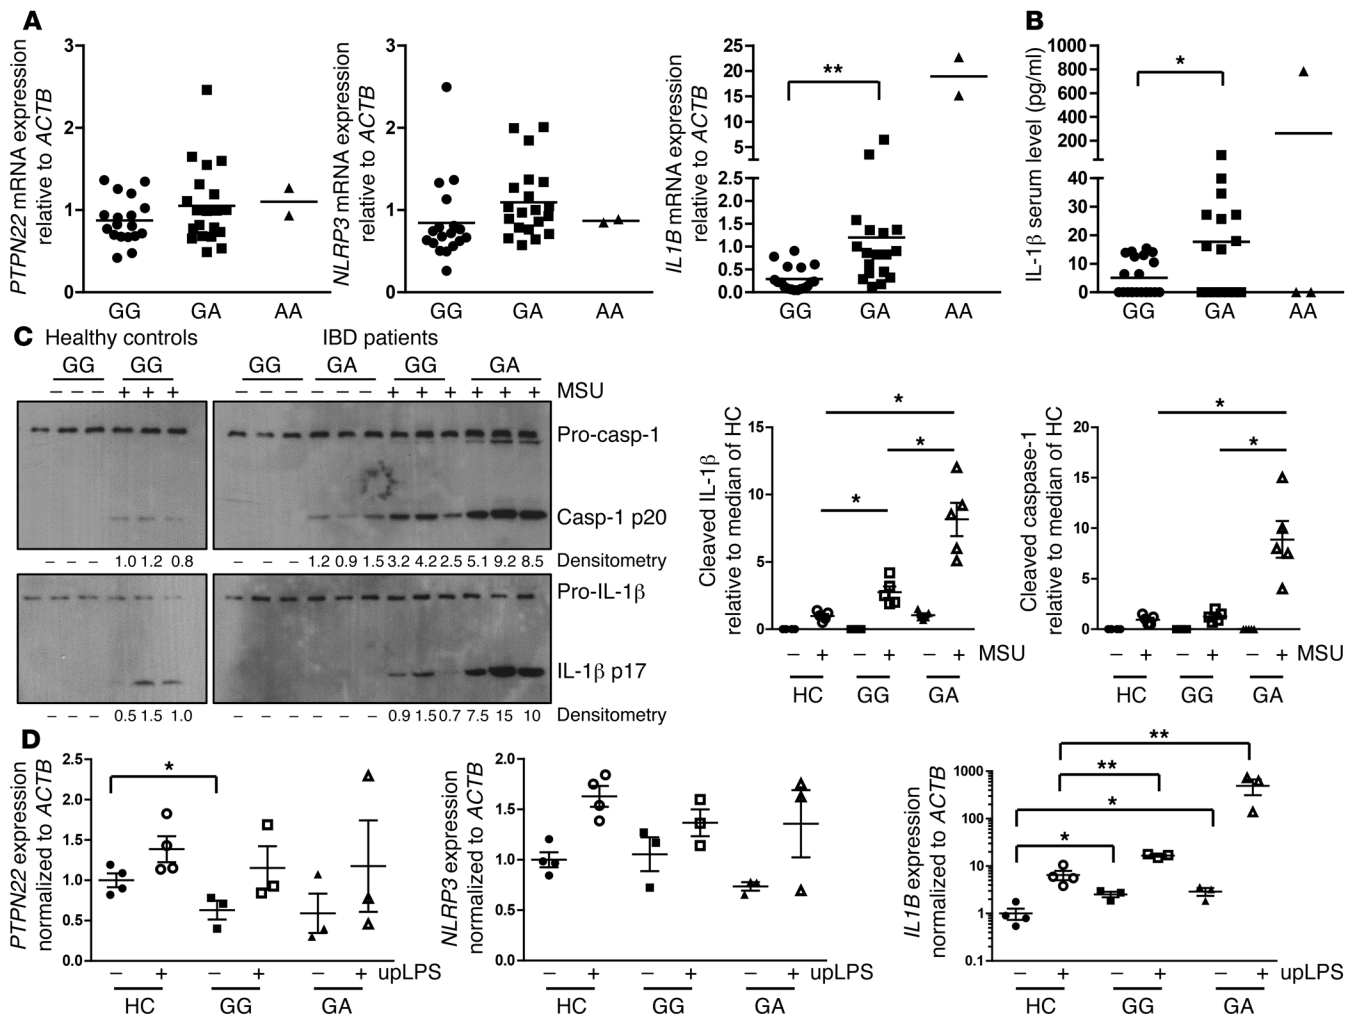 A
PTPN22 mRNA expression
relative to ACTB
3
2
1
0
GG GA AA
NLRP3 mRNA expression
relative to ACTB
3
2
1
0
GG GA AA
IL1B mRNA expression
relative to ACTB
25
20
15
10
5
2.5
2.0
1.5
1.0
0.5
0.0
**
GG GA AA
B
IL-1β serum level (pg/ml)
1000
800
600
400
200
40
30
20
10
0
*
GG GA AA
C
Healthy controls IBD patients
GG GG GG GA GG GA
– – – + + + – – – – – – + + + + + + MSU
Pro-casp-1
Casp-1 p20
– – – 1.0 1.2 0.8 – – – 1.2 0.9 1.5 3.2 4.2 2.5 5.1 9.2 8.5 Densitometry
Pro-IL-1β
IL-1β p17
– – – 0.5 1.5 1.0 – – – – – – 0.9 1.5 0.7 7.5 15 10 Densitometry
Cleaved IL-1β
relative to median of HC
15
10
5
0
*
*
*
– + – + – + MSU
HC GG GA
Cleaved caspase-1
relative to median of HC
20
15
10
5
0
*
*
– + – + – + MSU
HC GG GA
D
PTPN22 expression
normalized to ACTB
2.5
2.0
1.5
1.0
0.5
0.0
*
– + – + – + upLPS
HC GG GA
NLRP3 expression
normalized to ACTB
2.0
1.5
1.0
0.5
0.0
– + – + – + upLPS
HC GG GA
IL1B expression
normalized to ACTB
1000
100
10
1
0.1
**
**
*
*
– + – + – + upLPS
HC GG GA